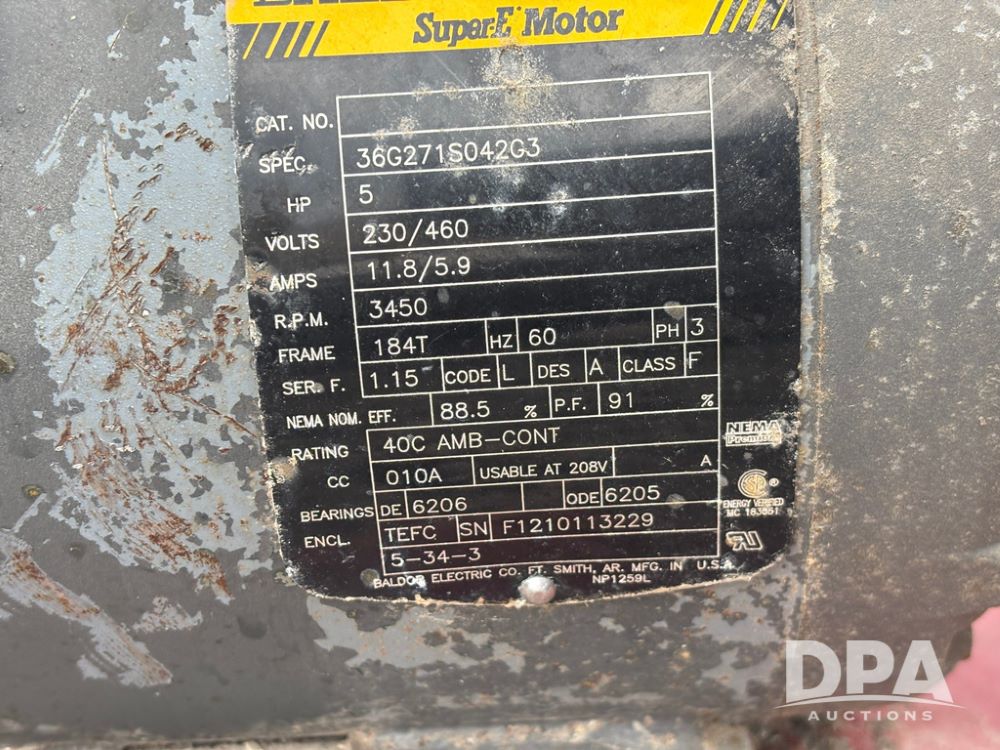 Super-E Motor
CAT. NO.
SPEC. 36G271S042G3
HP 5
VOLTS 230/460
AMPS 11.8/5.9
R.P.M. 3450
FRAME 184T HZ 60 PH 3
SER. F. 1.15 CODE L DES A CLASS F
NEMA NOM. EFF. 88.5 % P.F. 91 %
RATING 40C AMB-CONT
NEMA Premium
CC 010A USABLE AT 208V A
BEARINGS DE 6206 ODE 6205
ENERGY VERIFIED
ENCL. TEFC SN F1210113229
5-34-3
BALDOR ELECTRIC CO. FT. SMITH, AR. MFG. IN U.S.A.
NP1259L
DPA
AUCTIONS